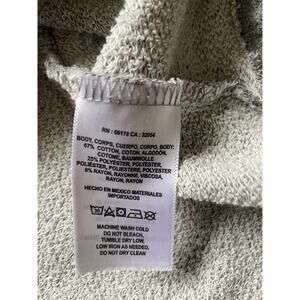 RN : 66170 CA : 32054
BODY, CORPS, CUERPO, CORPO, BODY:
67% COTTON, COTON, ALGODÓN,
COTONE, BAUMWOLLE
25% POLYESTER, POLYESTER,
POLIÉSTER, POLIESTERE, POLYESTER
8% RAYON, RAYONNE, VISCOSA,
RAYON, RAYON
HECHO EN MEXICO MATERIALES
IMPORTADOS
MACHINE WASH COLD
DO NOT BLEACH,
TUMBLE DRY LOW,
LOW IRON AS NEEDED,
DO NOT DRY CLEAN